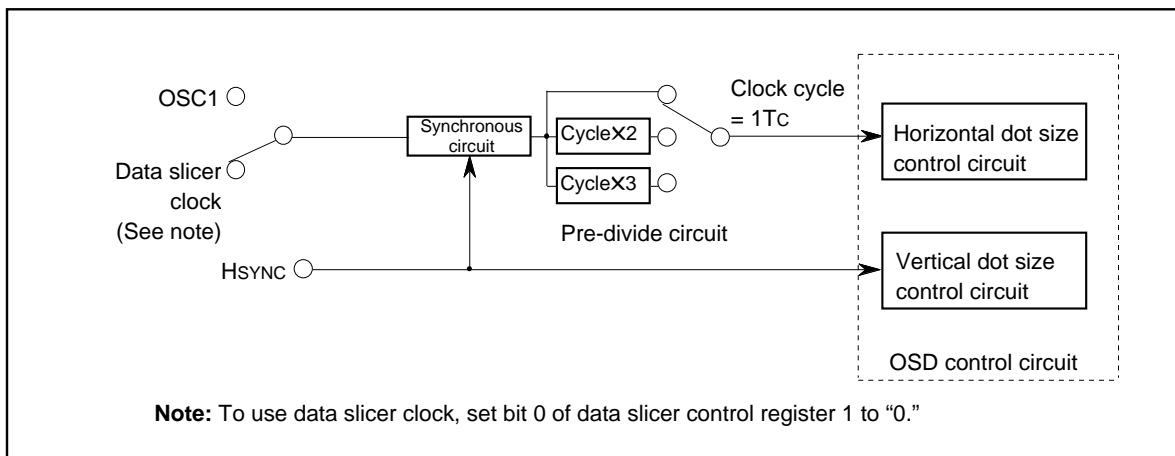 OSC1
Data slicer
clock
(See note)
HSYNC
Synchronous
circuit
Cycle×2
Cycle×3
Pre-divide circuit
Clock cycle
= 1TC
Horizontal dot size
control circuit
Vertical dot size
control circuit
OSD control circuit
Note: To use data slicer clock, set bit 0 of data slicer control register 1 to “0.”